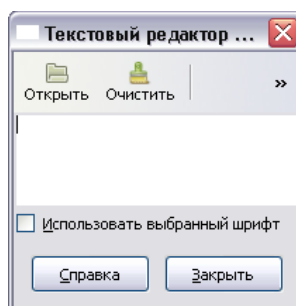 Текстовый редактор ...
Открыть Очистить »
Использовать выбранный шрифт
Справка Закрыть